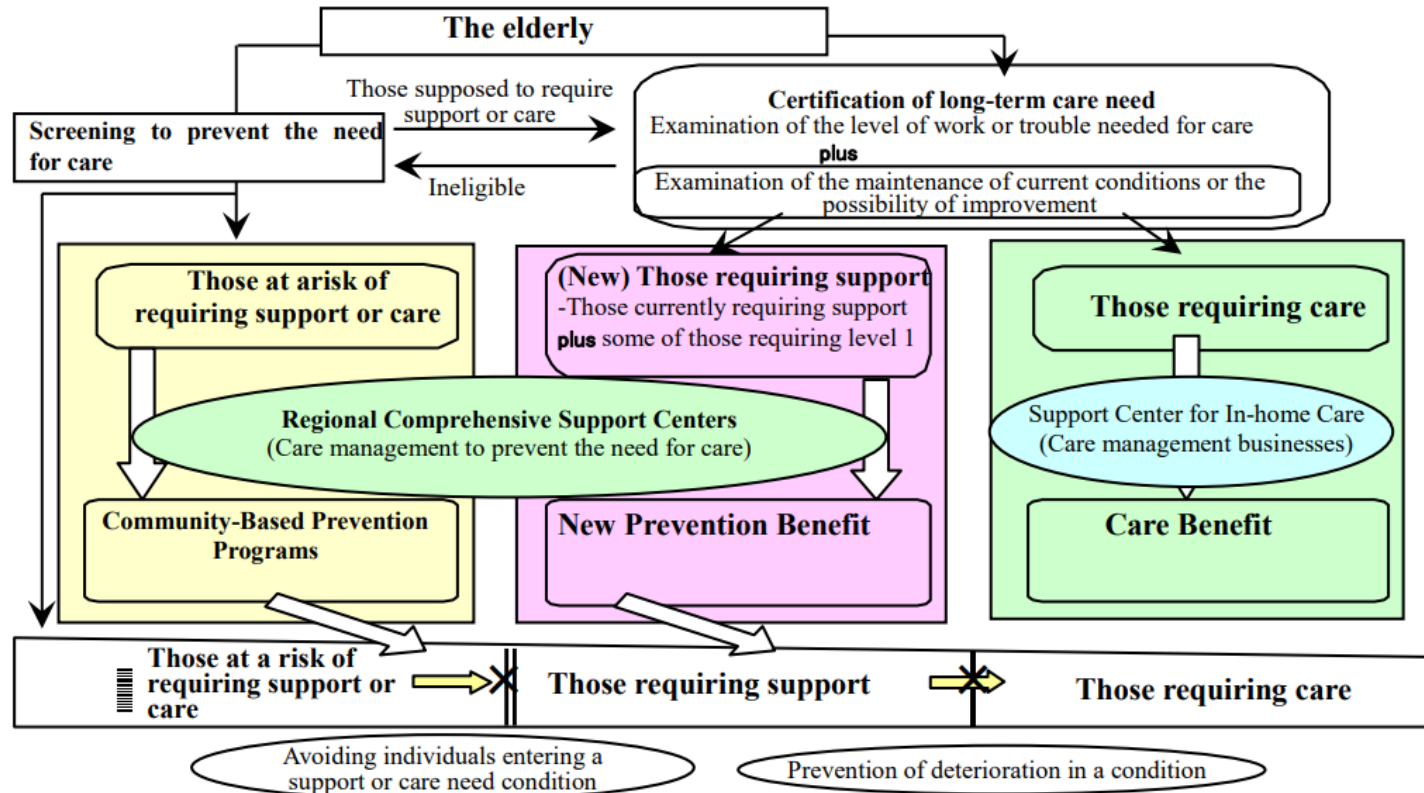 The elderly
Those supposed to require
support or care
Certification of long-term care need
Examination of the level of work or trouble needed for care
plus
Examination of the maintenance of current conditions or the
possibility of improvement
Screening to prevent the need
for care
Ineligible
Those at arisk of
requiring support or care
(New) Those requiring support
-Those currently requiring support
plus some of those requiring level 1
Those requiring care
Regional Comprehensive Support Centers
(Care management to prevent the need for care)
Support Center for In-home Care
(Care management businesses)
Community-Based Prevention
Programs
New Prevention Benefit
Care Benefit
Those at a risk of
requiring support or
care
Those requiring support
Those requiring care
Avoiding individuals entering a
support or care need condition
Prevention of deterioration in a condition